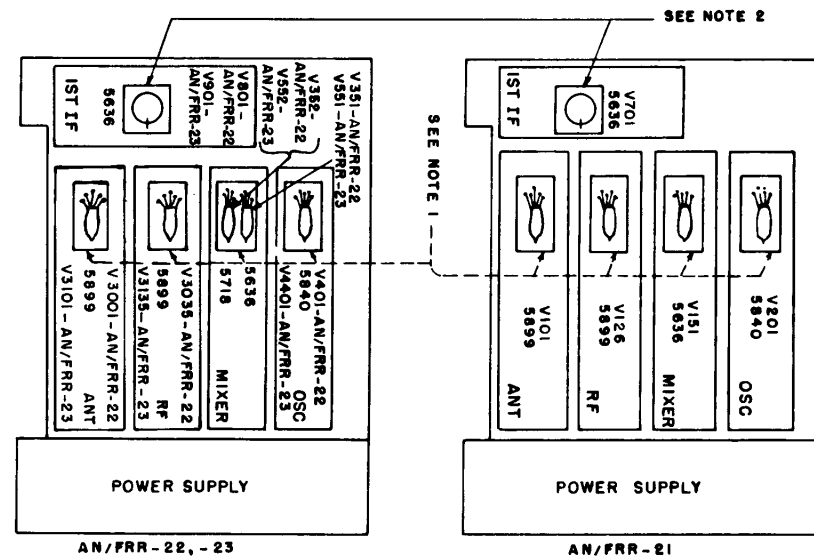 SEE NOTE 2
1ST IF
5636
V801-
AN/FRR-22
V901-
AN/FRR-23
V352-
AN/FRR-22
V552-
AN/FRR-23
V351-AN/FRR-22
V551-AN/FRR-23
SEE NOTE 1
V3001-AN/FRR-22
5899 ANT
V3101-AN/FRR-23
V3035-AN/FRR-22
5899 RF
V3135-AN/FRR-23
5636
5718
MIXER
V401-AN/FRR-22
5840 OSC
V4401-AN/FRR-23
POWER SUPPLY
AN/FRR-22,-23
1ST IF
V701
5636
V101
5899
ANT
V126
5899
RF
V151
5636
MIXER
V201
5840
OSC
POWER SUPPLY
AN/FRR-21